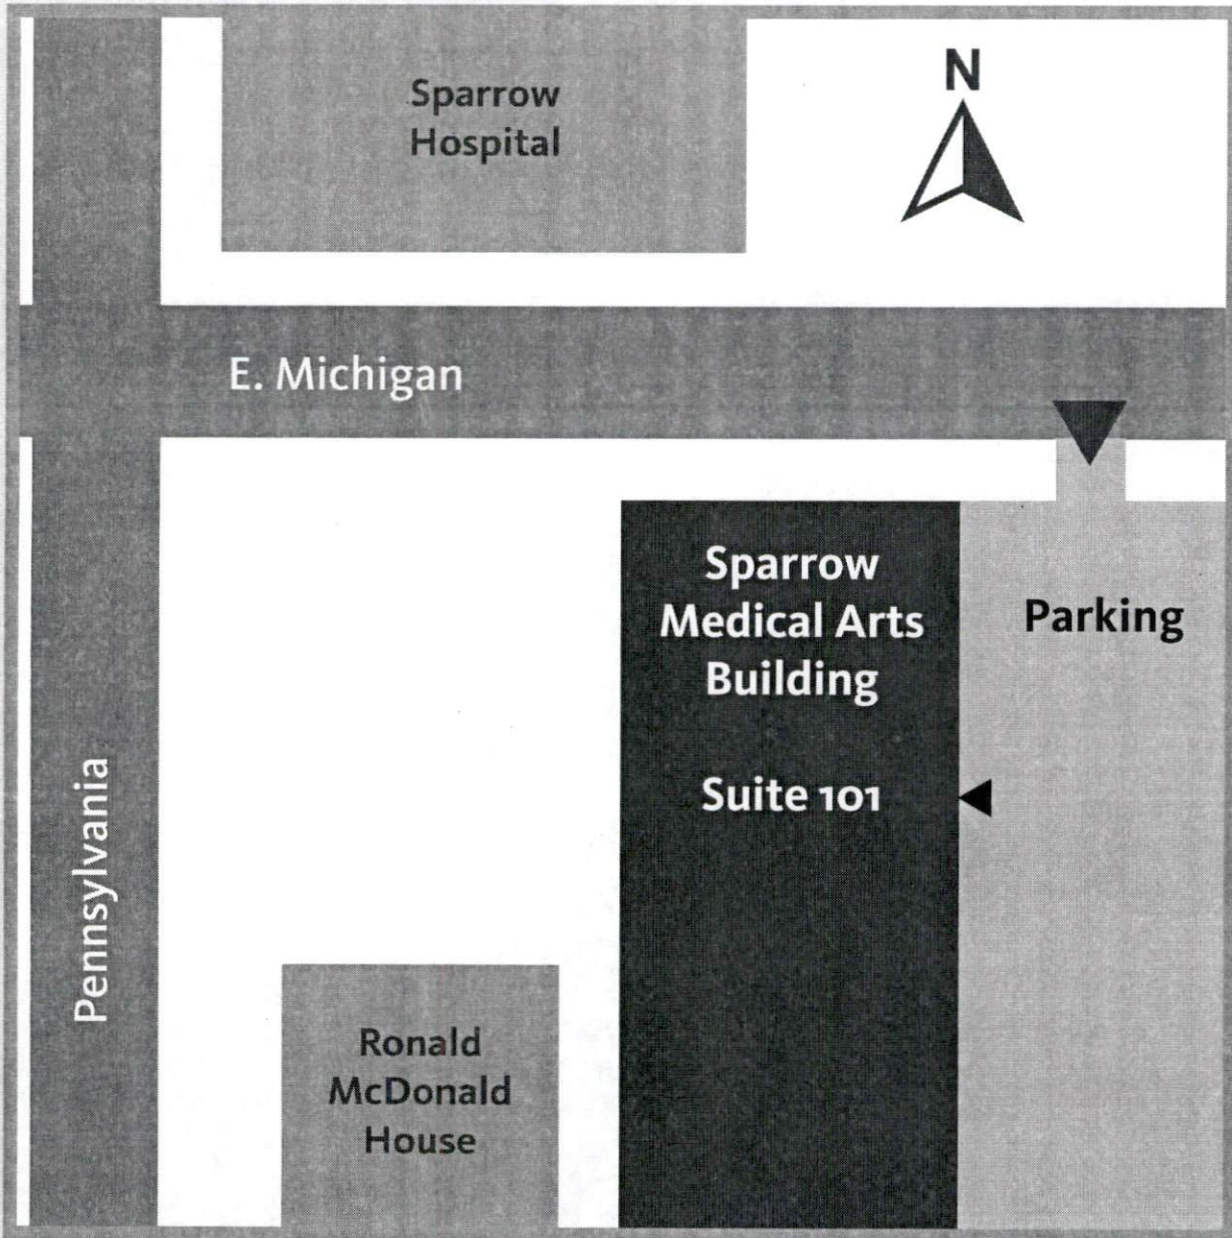 Sparrow
Hospital
N
E. Michigan
Sparrow
Medical Arts
Building
Suite 101
Parking
Pennsylvania
Ronald
McDonald
House